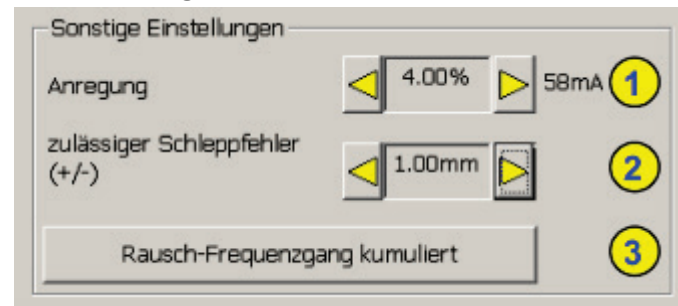 Sonstige Einstellungen
Anregung 4.00% 58mA 1
zulässiger Schleppfehler
(+/-) 1.00mm 2
Rausch-Frequenzgang kumuliert 3